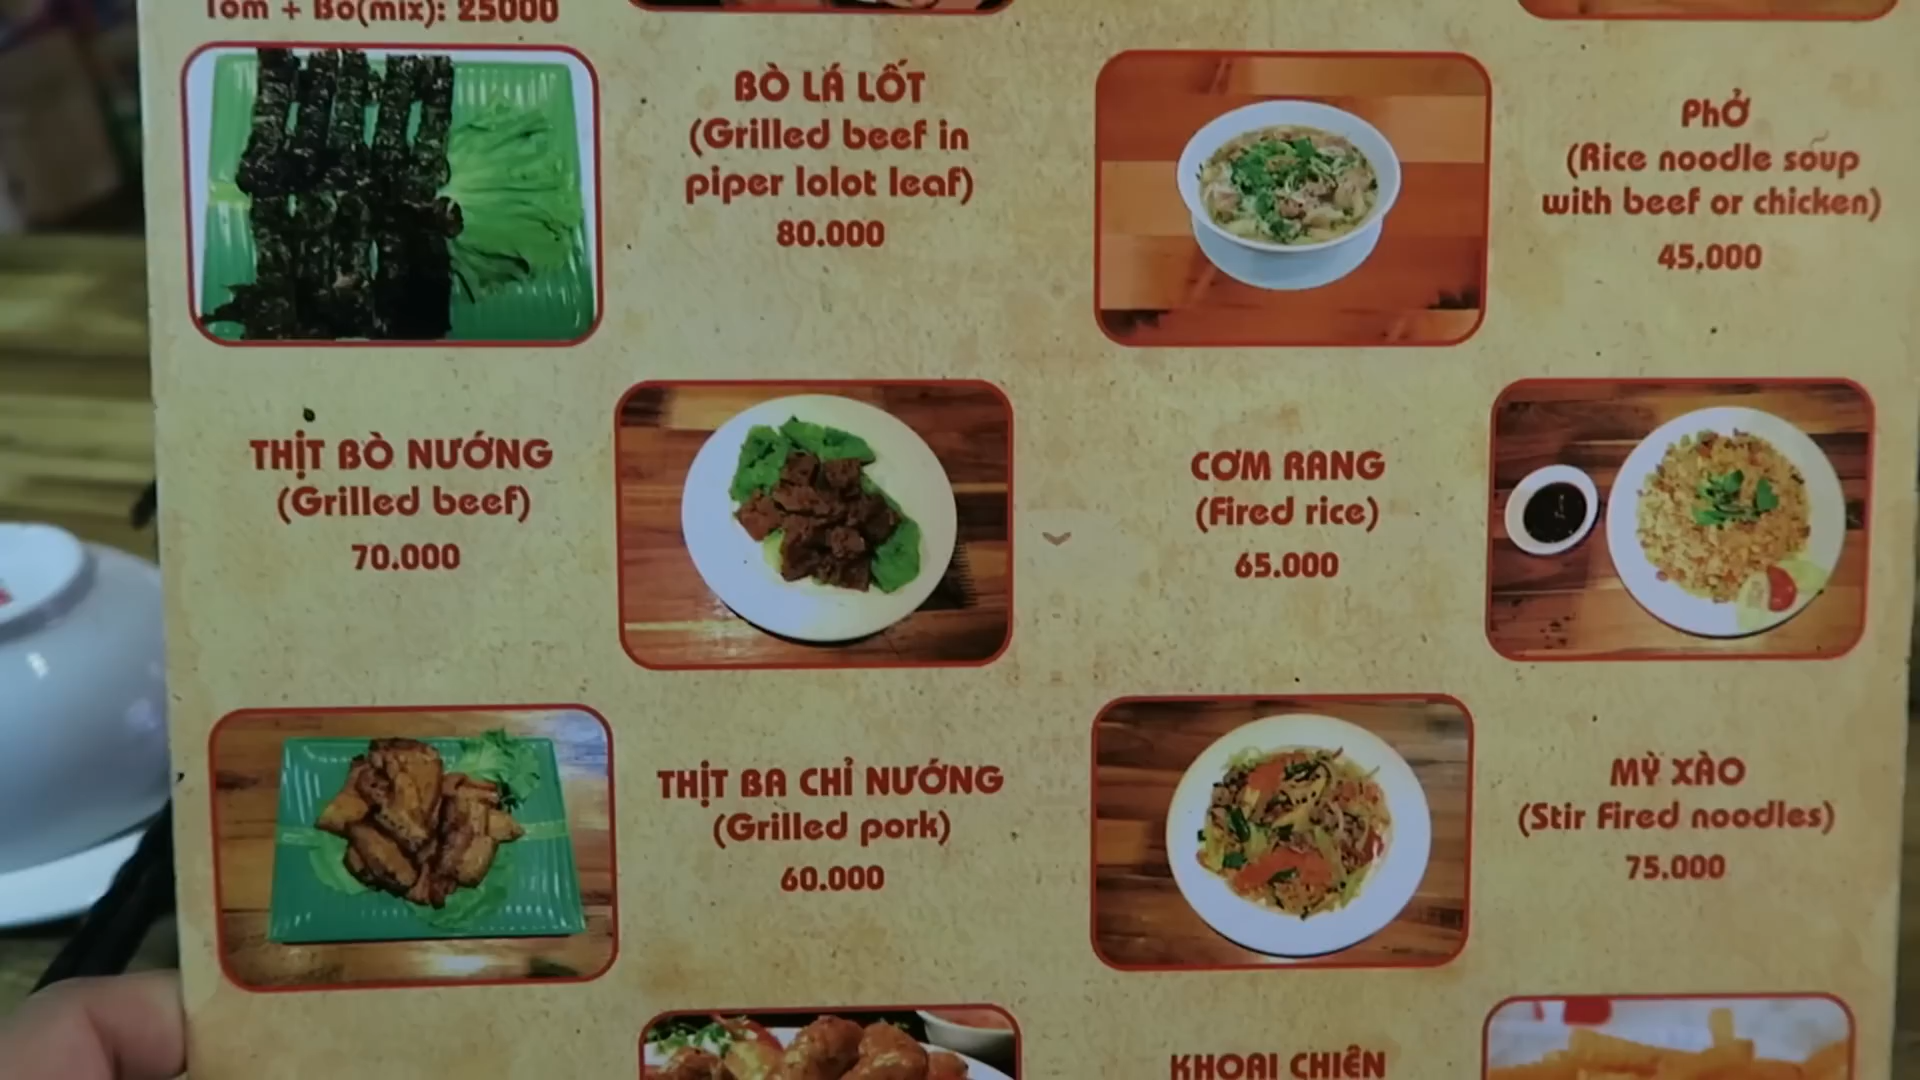 Tôm + Bò(mix): 25000
BÒ LÁ LỐT
(Grilled beef in
piper lolot leaf)
80.000
PhỞ
(Rice noodle soup
with beef or chicken)
45.000
THỊT BÒ NƯỚNG
(Grilled beef)
70.000
CƠM RANG
(Fired rice)
65.000
THỊT BA CHỈ NƯỚNG
(Grilled pork)
60.000
MỲ XÀO
(Stir Fired noodles)
75.000
KHOAI CHIÊN